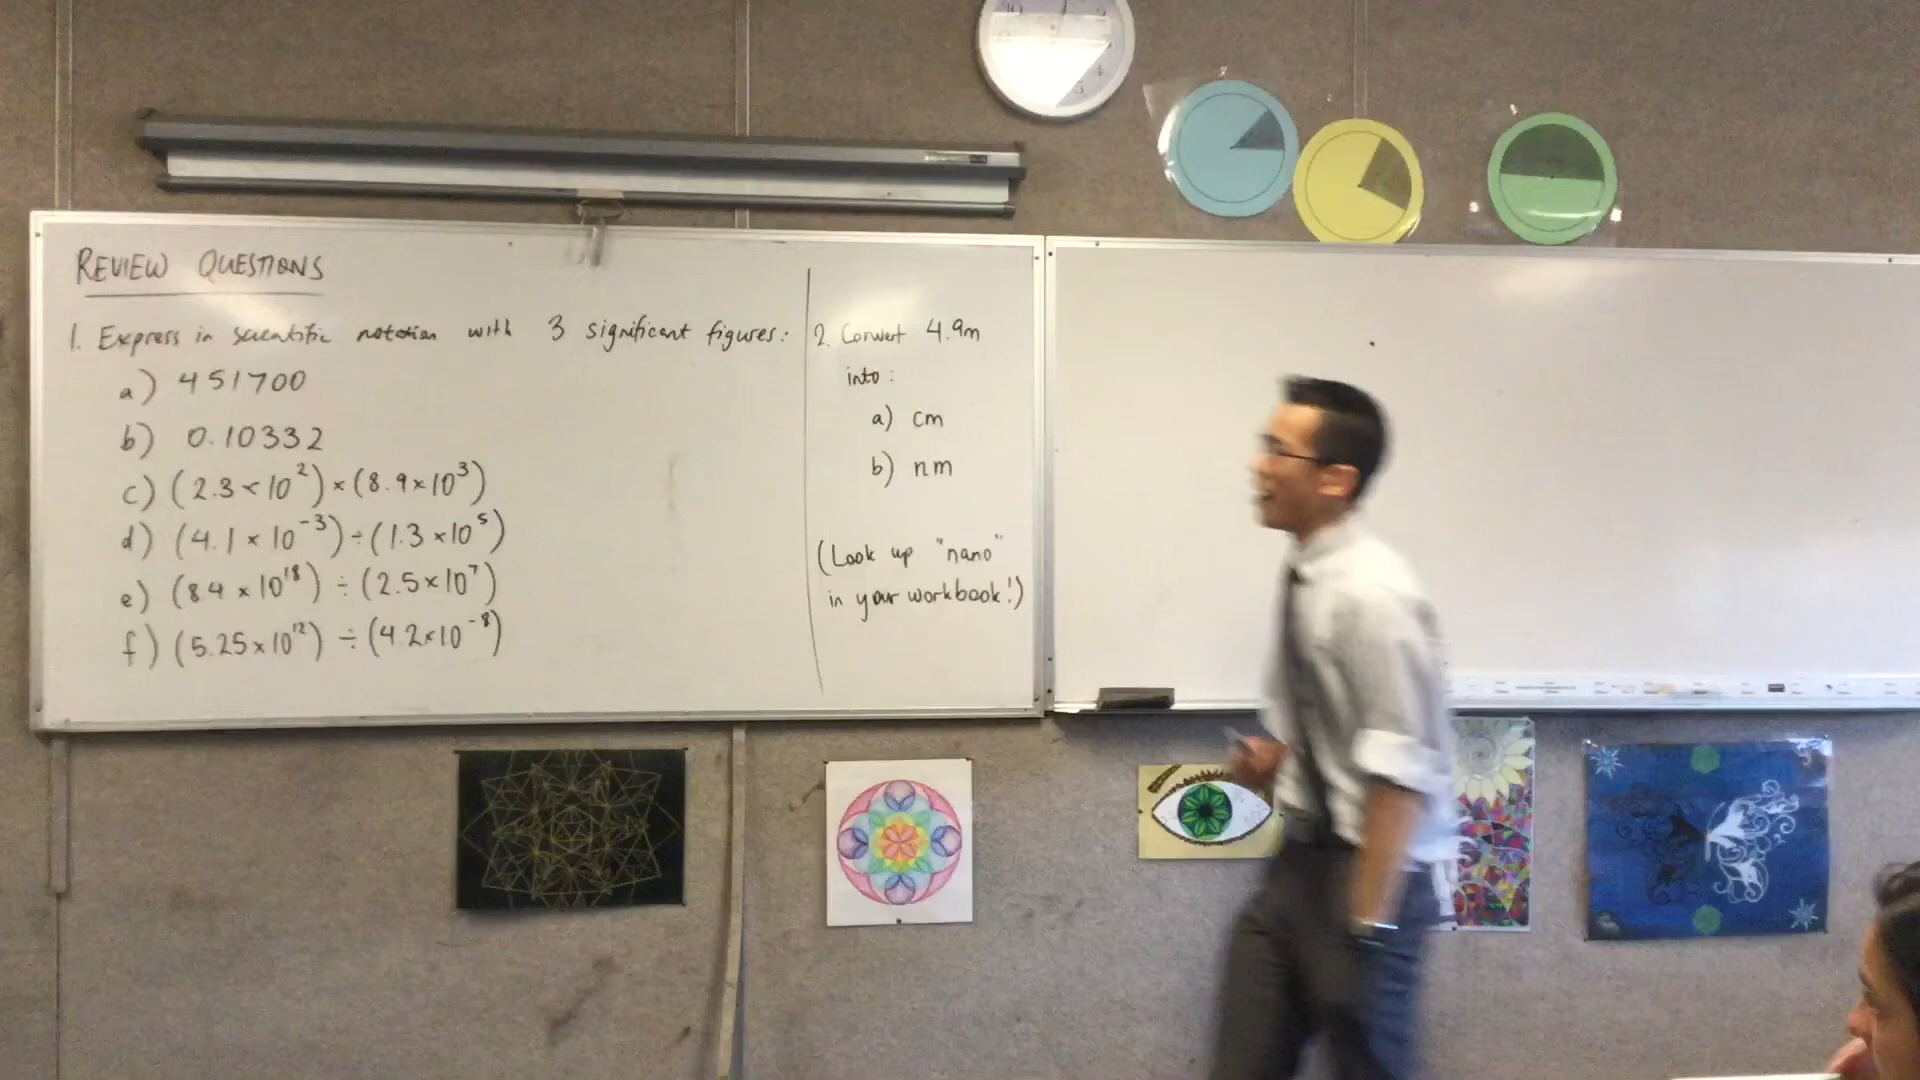 REVIEW QUESTIONS
1. Express in scientific notation with 3 significant figures:
a) 451700
b) 0.10332
c) (2.3×10²)×(8.9×10³)
d) (4.1×10⁻³)÷(1.3×10⁵)
e) (84×10¹⁸)÷(2.5×10⁷)
f) (5.25×10¹²)÷(4.2×10⁻⁸)
2. Convert 4.9m
into:
a) cm
b) nm
(Look up "nano"
in your workbook!)